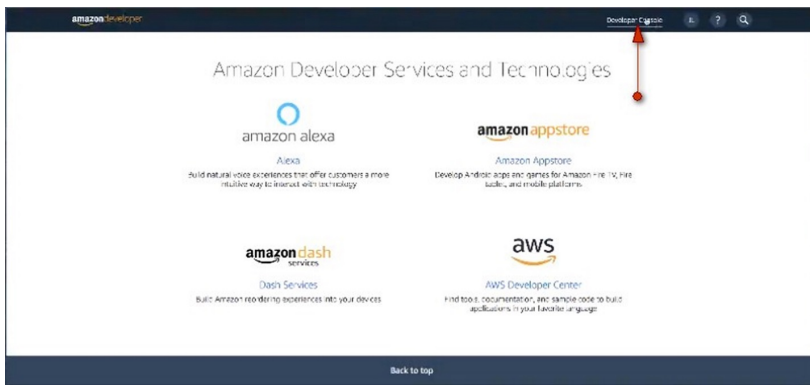 amazon developer
Developer Console
IL ? 
Amazon Developer Services and Technologies
amazon alexa
Alexa
Build natural voice experiences that offer customers a more
intuitive way to interact with technology
amazon appstore
Amazon Appstore
Develop Android apps and games for Amazon Fire TV, Fire
tablet, and mobile platforms
amazon dash
services
Dash Services
Build Amazon reordering experiences into your devices
aws
AWS Developer Center
Find tools, documentation, and sample code to build
applications in your favorite language
Back to top